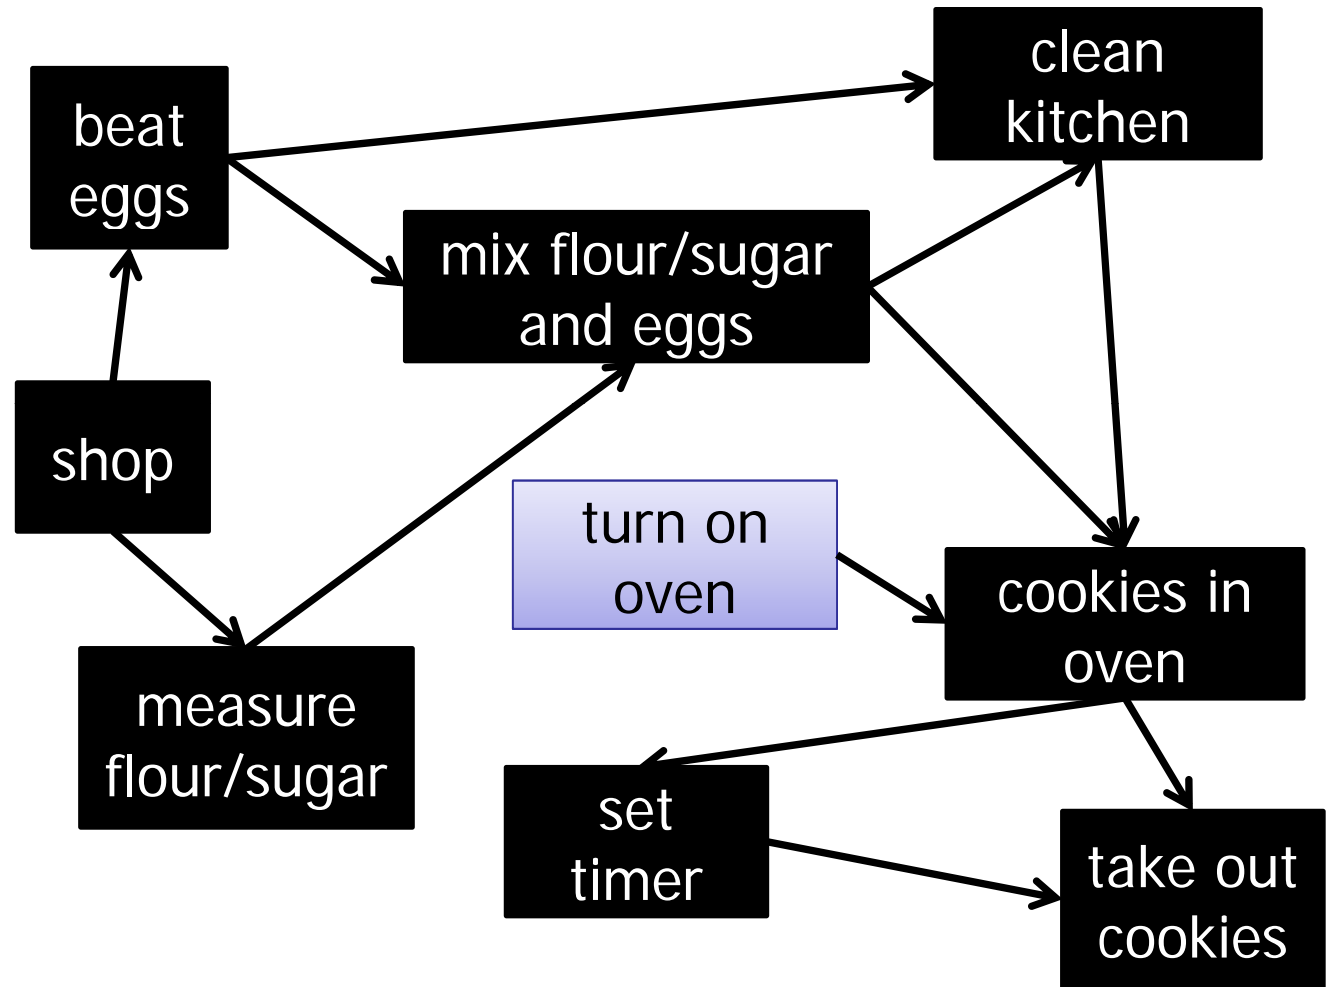 clean
kitchen
beat
eggs
mix flour/sugar
and eggs
shop
turn on
oven
cookies in
oven
measure
flour/sugar
set
timer
take out
cookies